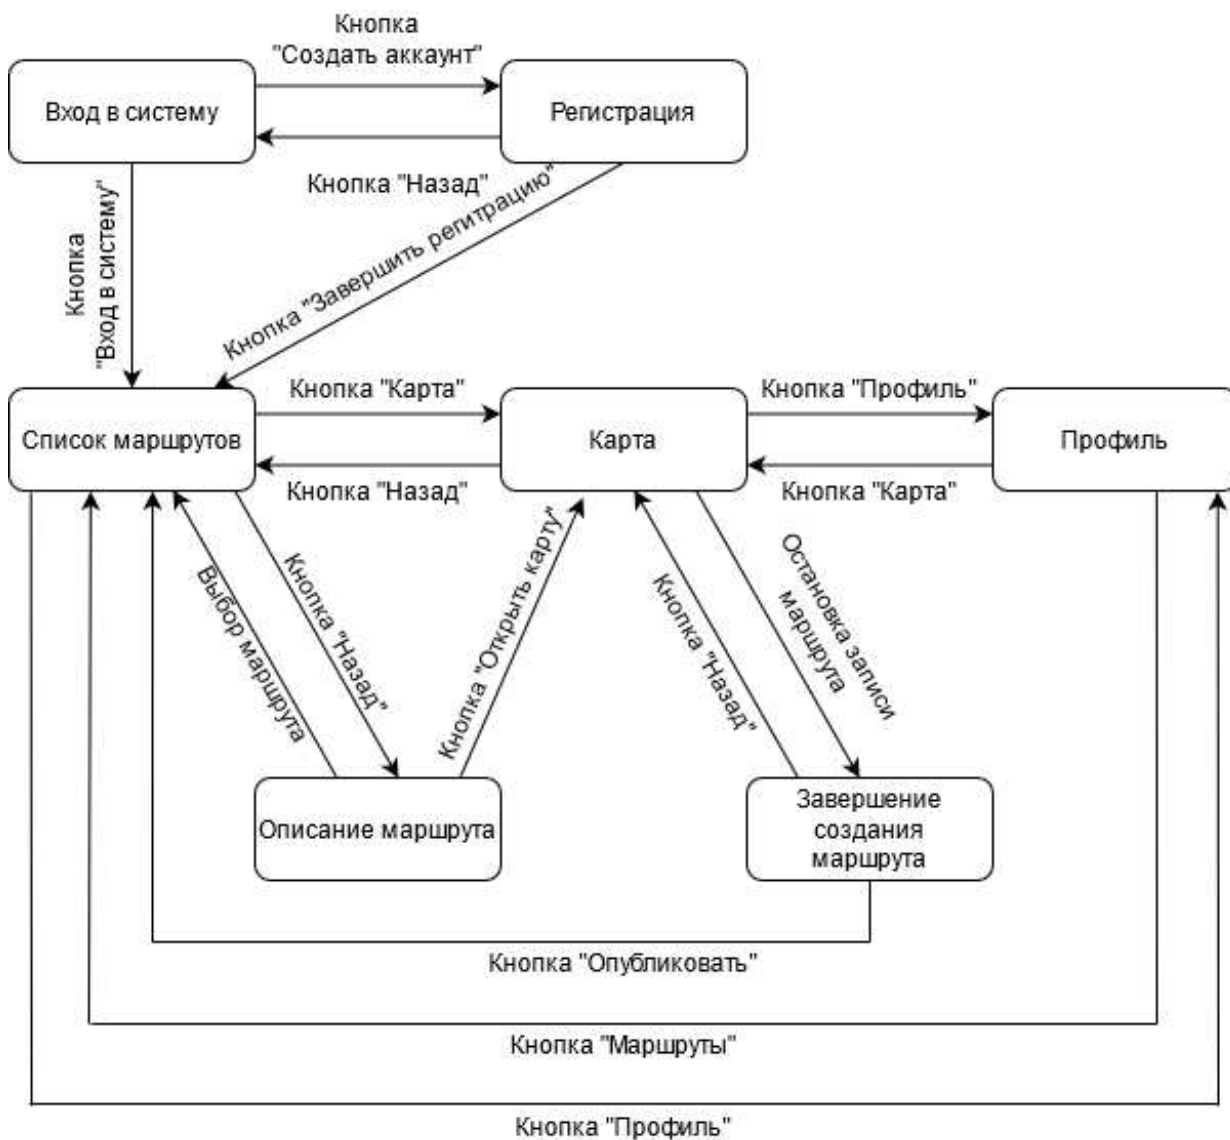 Кнопка
"Создать аккаунт"
Вход в систему
Регистрация
Кнопка "Назад"
Кнопка
"Вход в систему"
Кнопка "Завершить регитрацию"
Список маршрутов
Кнопка "Карта"
Карта
Кнопка "Профиль"
Профиль
Кнопка "Назад"
Кнопка "Карта"
Выбор маршрута
Кнопка "Назад"
Кнопка "Открыть карту"
Кнопка "Назад"
Остановка записи
маршрута
Описание маршрута
Завершение
создания
маршрута
Кнопка "Опубликовать"
Кнопка "Маршруты"
Кнопка "Профиль"